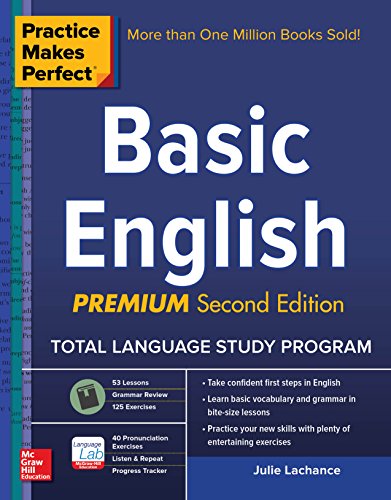 Practice
Makes
Perfect®
More than One Million Books Sold!
Basic
English
PREMIUM Second Edition
TOTAL LANGUAGE STUDY PROGRAM
53 Lessons
Grammar Review
125 Exercises
Language
Lab
McGraw-Hill Education
40 Pronunciation
Exercises
Listen & Repeat
Progress Tracker
• Take confident first steps in English
• Learn basic vocabulary and grammar in
bite-size lessons
• Practice your new skills with plenty of
entertaining exercises
Mc
Graw
Hill
Education
Julie Lachance